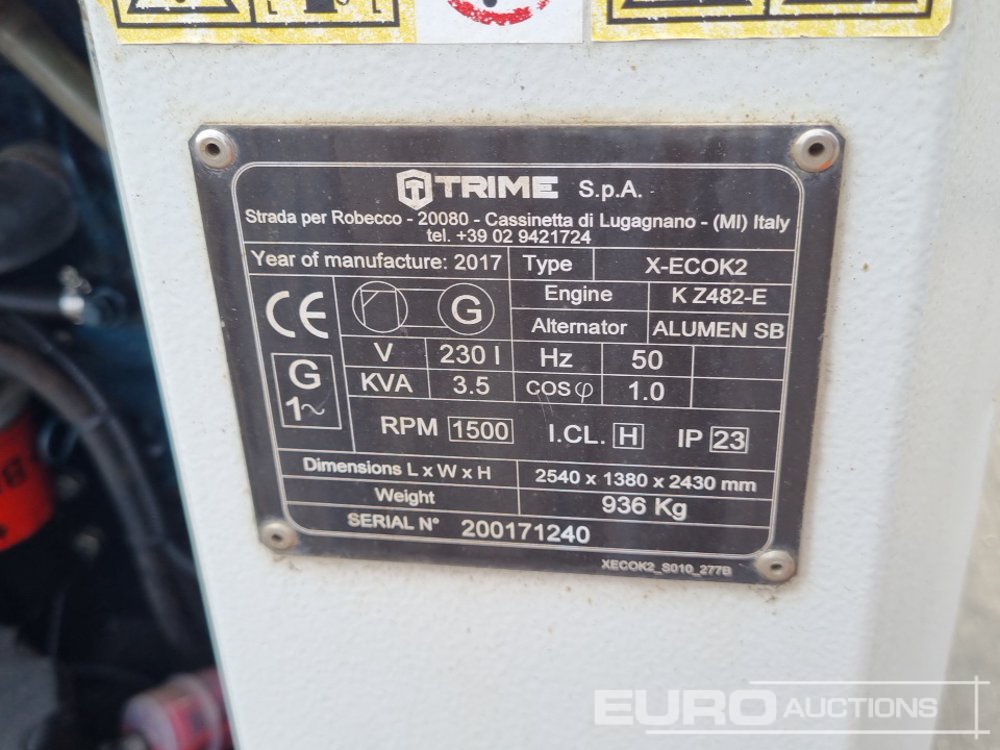 TRIME S.p.A.
Strada per Robecco - 20080 - Cassinetta di Lugagnano - (MI) Italy
tel. +39 02 9421724
Year of manufacture: 2017 Type X-ECOK2
CE G Engine K Z482-E
Alternator ALUMEN SB
V 230 I Hz 50
G 1~ KVA 3.5 COS φ 1.0
RPM 1500 I.CL. H IP 23
Dimensions L x W x H 2540 x 1380 x 2430 mm
Weight 936 Kg
SERIAL N° 200171240
XECOK2_S010_277B
EURO AUCTIONS